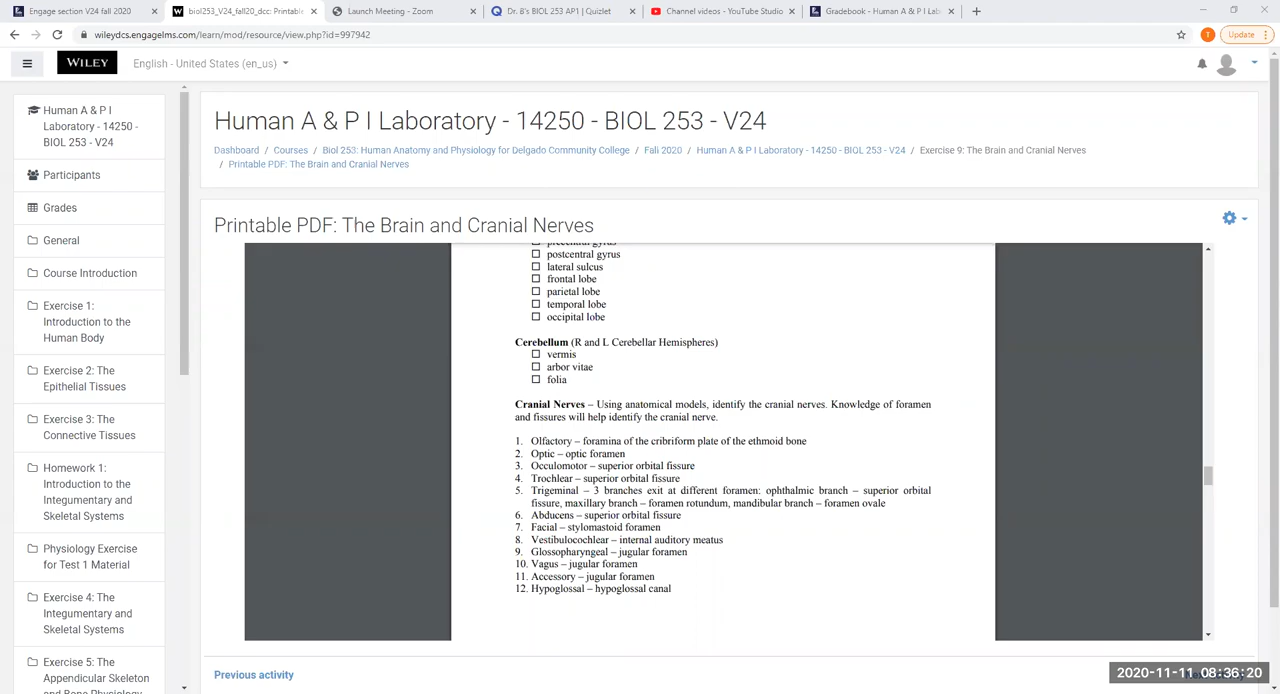 Engage section V24 fall 2020
biol253_V24_fall20_dcc: Printable
Launch Meeting - Zoom
Dr. B's BIOL 253 AP1 | Quizlet
Channel videos - YouTube Studio
Gradebook - Human A & P I Lab
wileydcs.engagelms.com/learn/mod/resource/view.php?id=997942
T
Update
WILEY
English - United States (en_us)
Human A & P I
Laboratory - 14250 -
BIOL 253 - V24
Participants
Grades
General
Course Introduction
Exercise 1:
Introduction to the
Human Body
Exercise 2: The
Epithelial Tissues
Exercise 3: The
Connective Tissues
Homework 1:
Introduction to the
Integumentary and
Skeletal Systems
Physiology Exercise
for Test 1 Material
Exercise 4: The
Integumentary and
Skeletal Systems
Exercise 5: The
Appendicular Skeleton
and Bone Physiology
Human A & P I Laboratory - 14250 - BIOL 253 - V24
Dashboard / Courses / Biol 253: Human Anatomy and Physiology for Delgado Community College / Fall 2020 / Human A & P I Laboratory - 14250 - BIOL 253 - V24 / Exercise 9: The Brain and Cranial Nerves
/ Printable PDF: The Brain and Cranial Nerves
Printable PDF: The Brain and Cranial Nerves
precentral gyrus
postcentral gyrus
lateral sulcus
frontal lobe
parietal lobe
temporal lobe
occipital lobe
Cerebellum (R and L Cerebellar Hemispheres)
vermis
arbor vitae
folia
Cranial Nerves – Using anatomical models, identify the cranial nerves. Knowledge of foramen
and fissures will help identify the cranial nerve.
1. Olfactory – foramina of the cribriform plate of the ethmoid bone
2. Optic – optic foramen
3. Occulomotor – superior orbital fissure
4. Trochlear – superior orbital fissure
5. Trigeminal – 3 branches exit at different foramen: ophthalmic branch – superior orbital
fissure, maxillary branch – foramen rotundum, mandibular branch – foramen ovale
6. Abducens – superior orbital fissure
7. Facial – stylomastoid foramen
8. Vestibulocochlear – internal auditory meatus
9. Glossopharyngeal – jugular foramen
10. Vagus – jugular foramen
11. Accessory – jugular foramen
12. Hypoglossal – hypoglossal canal
Previous activity
2020-11-11 08:36:20